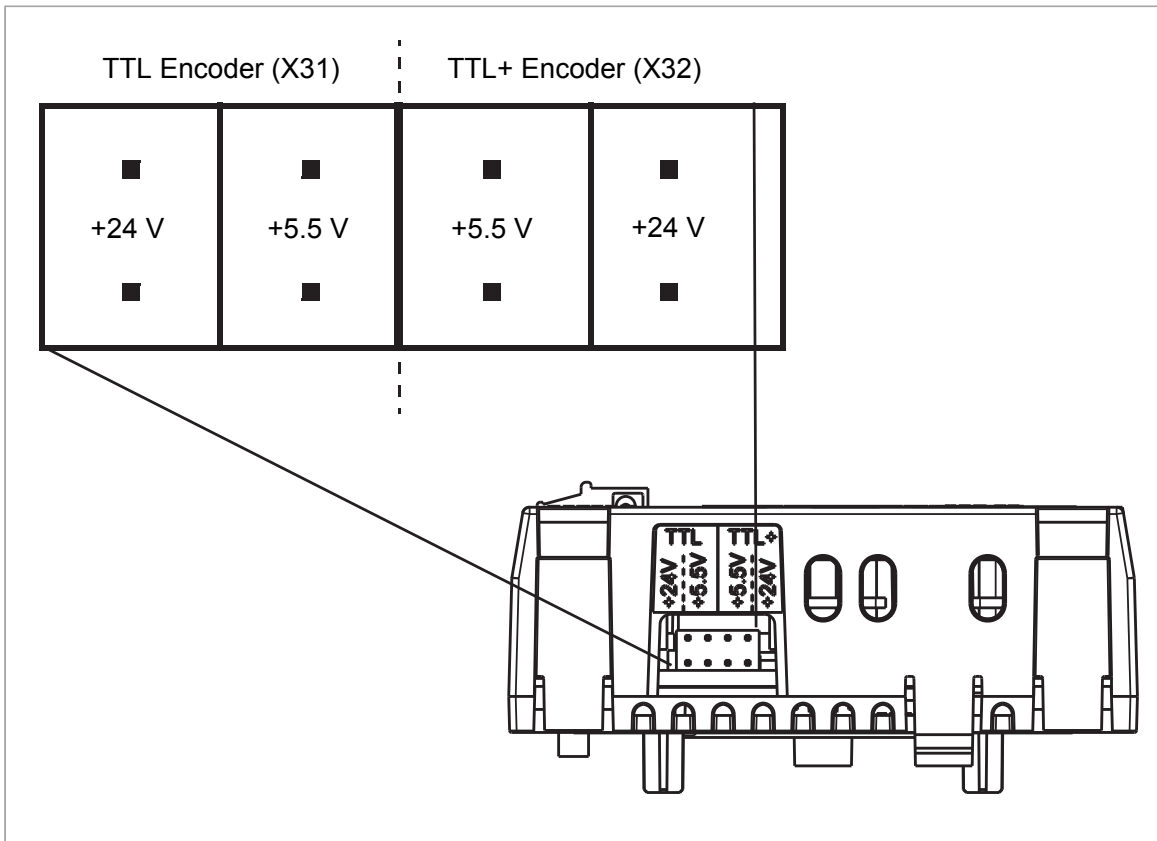 TTL Encoder (X31) TTL+ Encoder (X32)
+24 V +5.5 V +5.5 V +24 V
TTL TTL+
+24V +5.5V +5.5V +24V